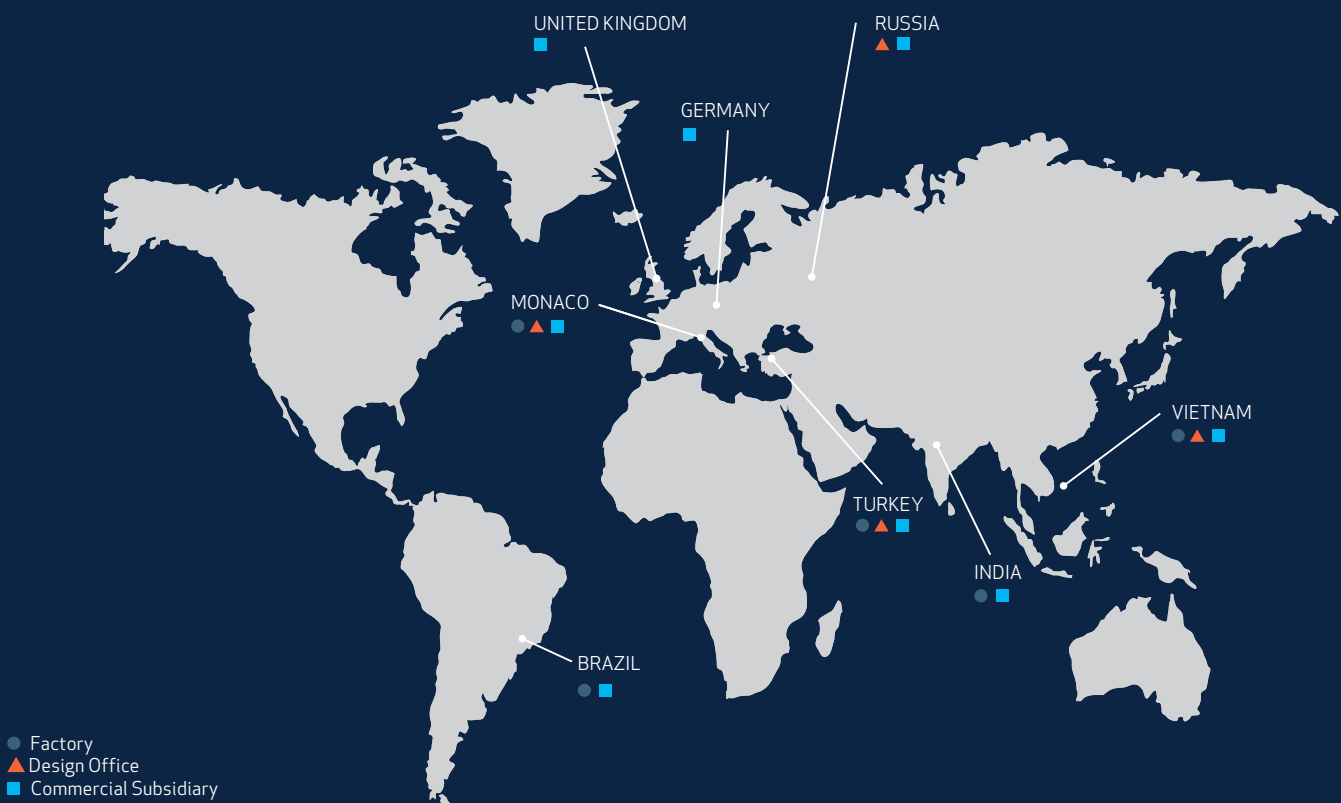 UNITED KINGDOM
RUSSIA
GERMANY
MONACO
VIETNAM
TURKEY
INDIA
BRAZIL
Factory
Design Office
Commercial Subsidiary